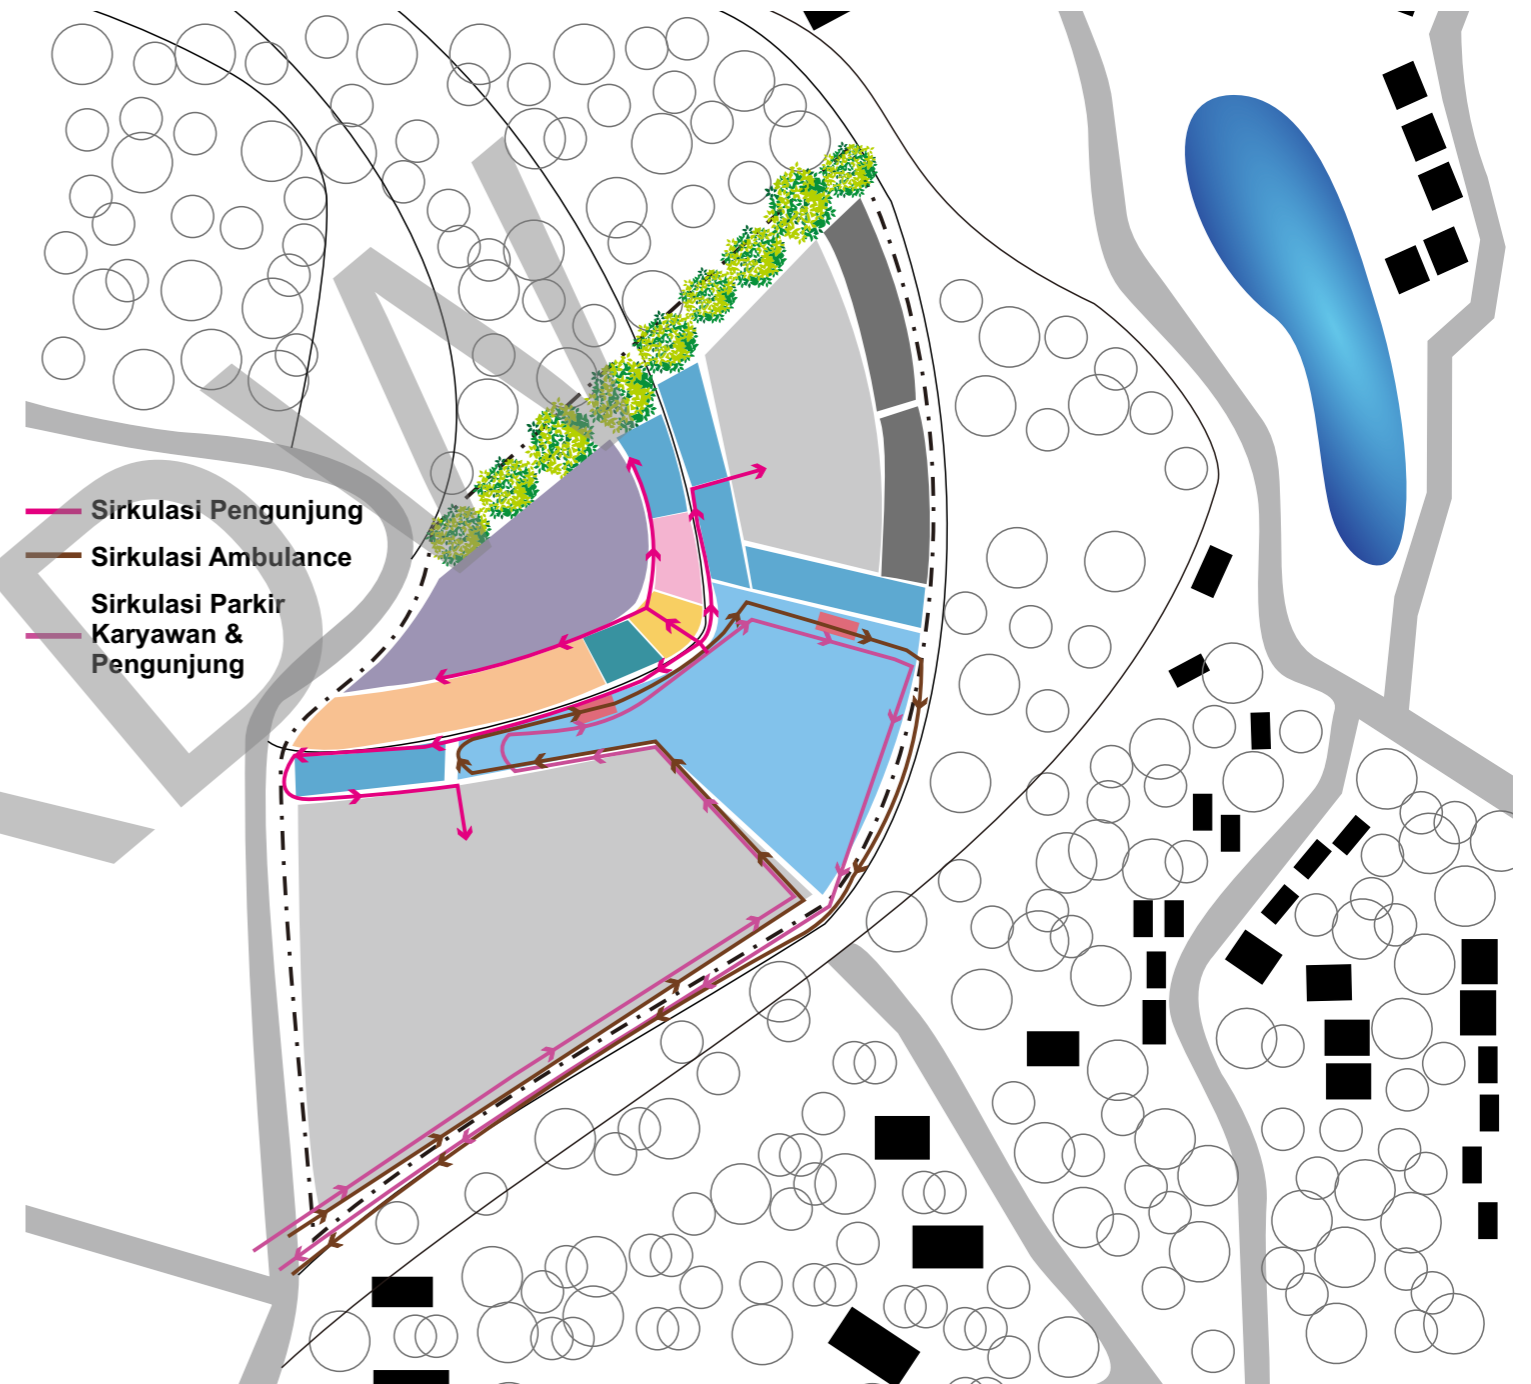 Sirkulasi Pengunjung
Sirkulasi Ambulance
Sirkulasi Parkir
Karyawan &
Pengunjung